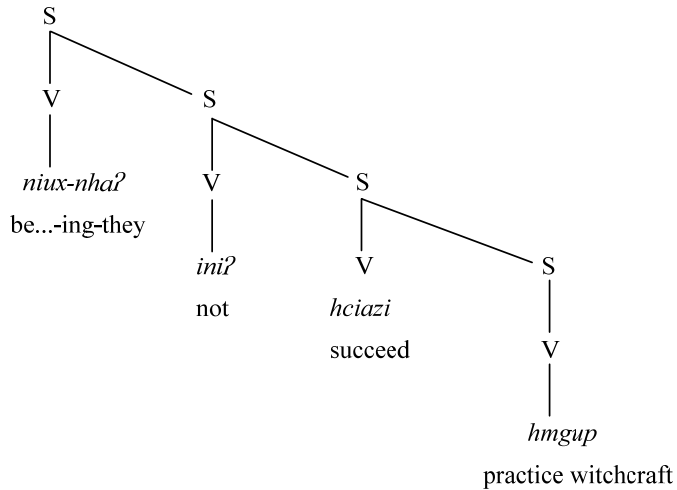 S
V
S
niux-nhaʔ
V
S
be...-ing-they
iniʔ
V
S
not
hciazi
succeed
V
hmgup
practice witchcraft